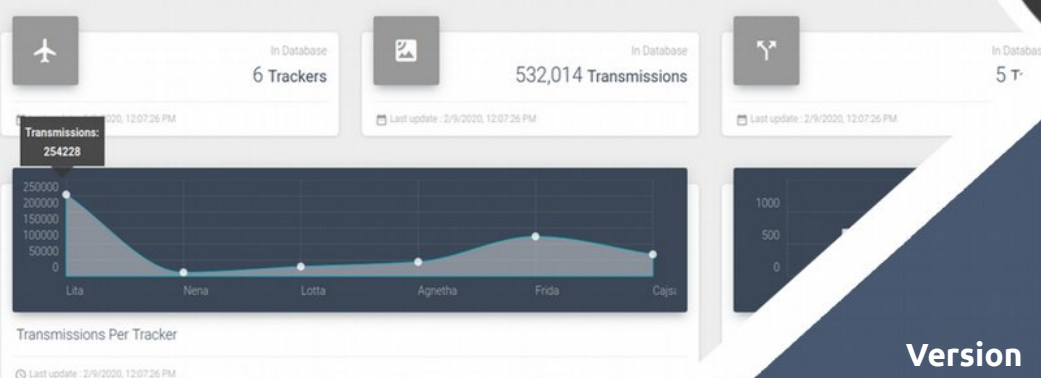 In Database
6 Trackers
Last update : 2/9/2020, 12:07:26 PM
In Database
532,014 Transmissions
Last update : 2/9/2020, 12:07:26 PM
5
Last update : 2/9/2020, 12:07:26 PM
Transmissions:
254228
250000
200000
150000
100000
50000
0
Lita
Nena
Lotta
Agnetha
Frida
Transmissions Per Tracker
Last update : 2/9/2020, 12:07:26 PM
1000
500
0
Version